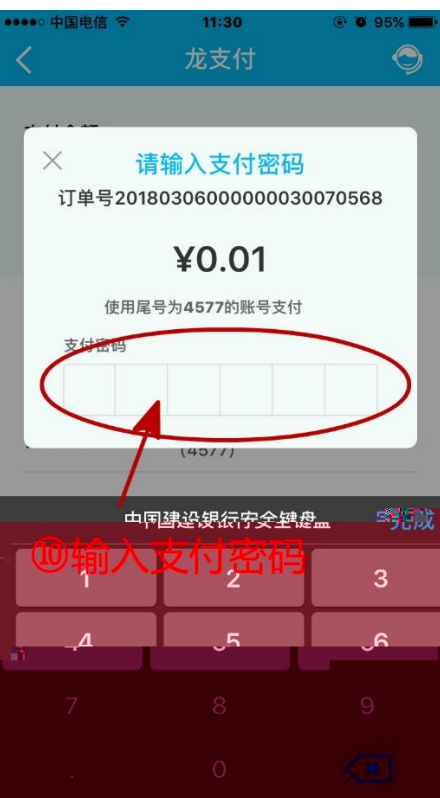 中国电信 11:30 95%
龙支付
请输入支付密码
订单号20180306000000030070568
¥0.01
使用尾号为4577的账号支付
支付密码
(4577)
中国建设银行安全键盘 完成
⑩输入支付密码
1 2 3
4 5 6
7 8 9
. 0